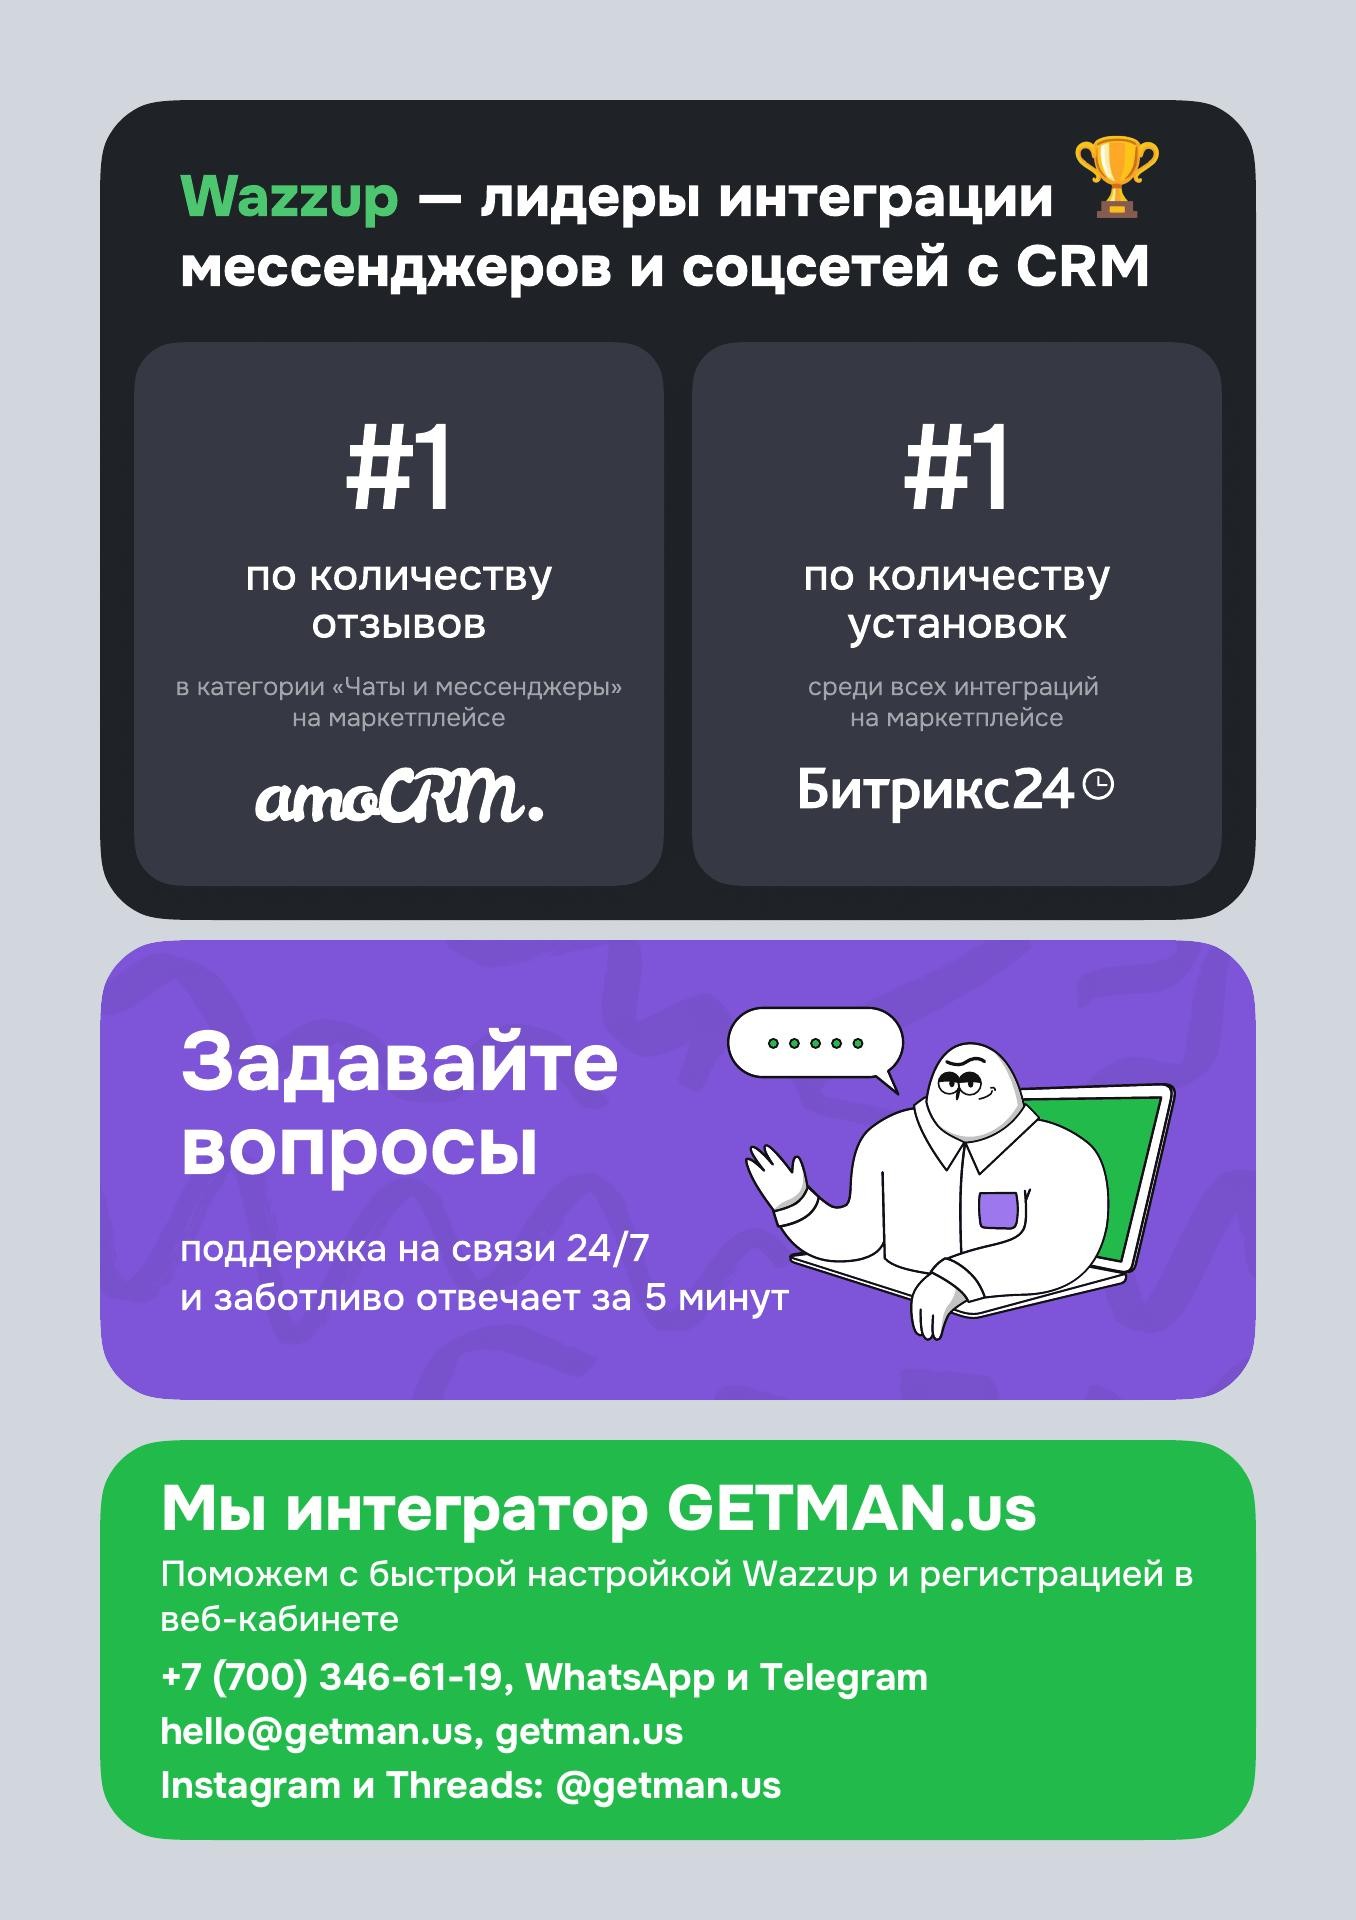 Wazzup — лидеры интеграции 🏆
мессенджеров и соцсетей с CRM
#1
по количеству
отзывов
в категории «Чаты и мессенджеры»
на маркетплейсе
amoCRM.
#1
по количеству
установок
среди всех интеграций
на маркетплейсе
Битрикс24
Задавайте
вопросы
поддержка на связи 24/7
и заботливо отвечает за 5 минут
Мы интегратор GETMAN.us
Поможем с быстрой настройкой Wazzup и регистрацией в
веб-кабинете
+7 (700) 346-61-19, WhatsApp и Telegram
hello@getman.us, getman.us
Instagram и Threads: @getman.us